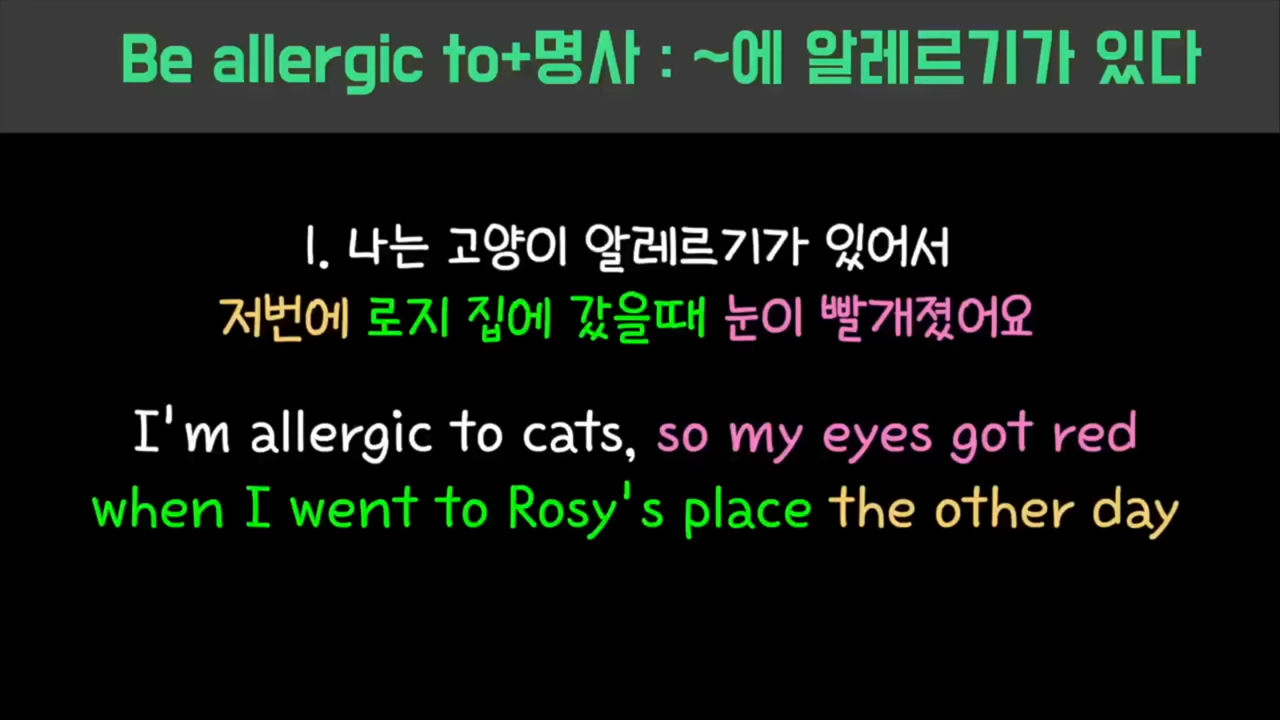 Be allergic to+명사 : ~에 알레르기가 있다
1. 나는 고양이 알레르기가 있어서
저번에 로지 집에 갔을때 눈이 빨개졌어요
I'm allergic to cats, so my eyes got red
when I went to Rosy's place the other day